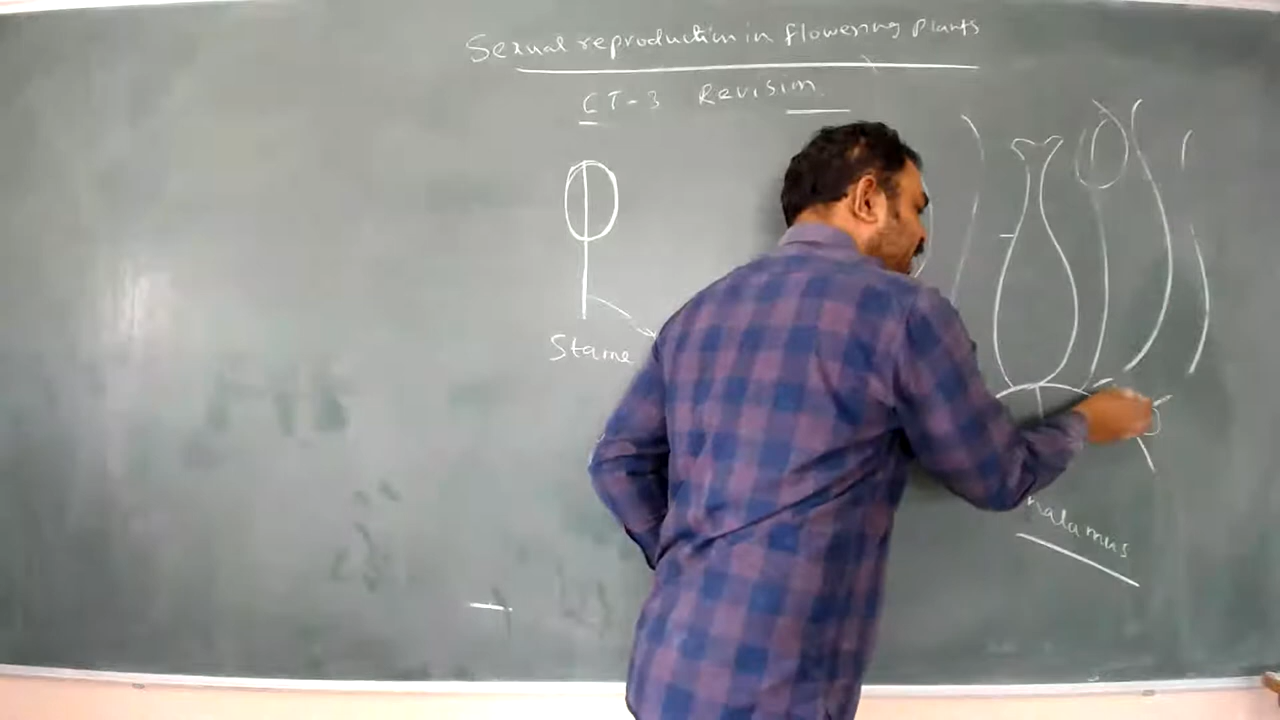 Sexual reproduction in flowering plants
CT-3 Revision
Stame
halamus